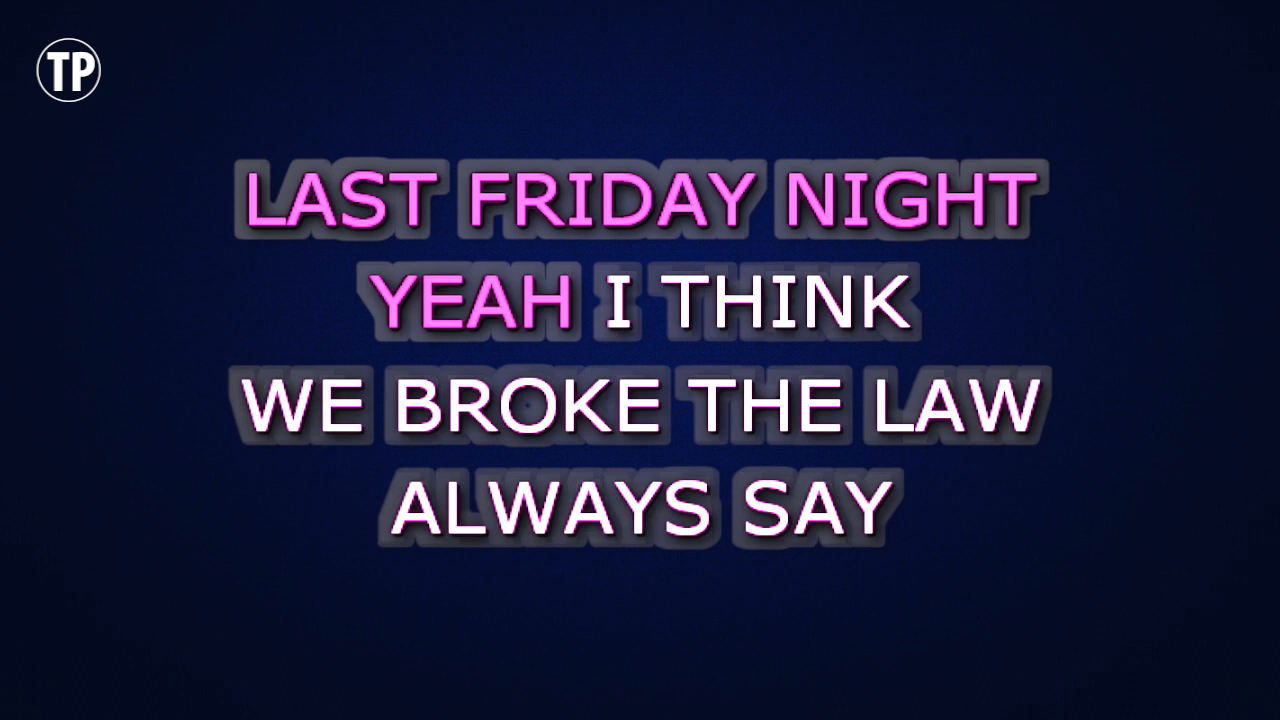 TP
LAST FRIDAY NIGHT
YEAH I THINK
WE BROKE THE LAW
ALWAYS SAY